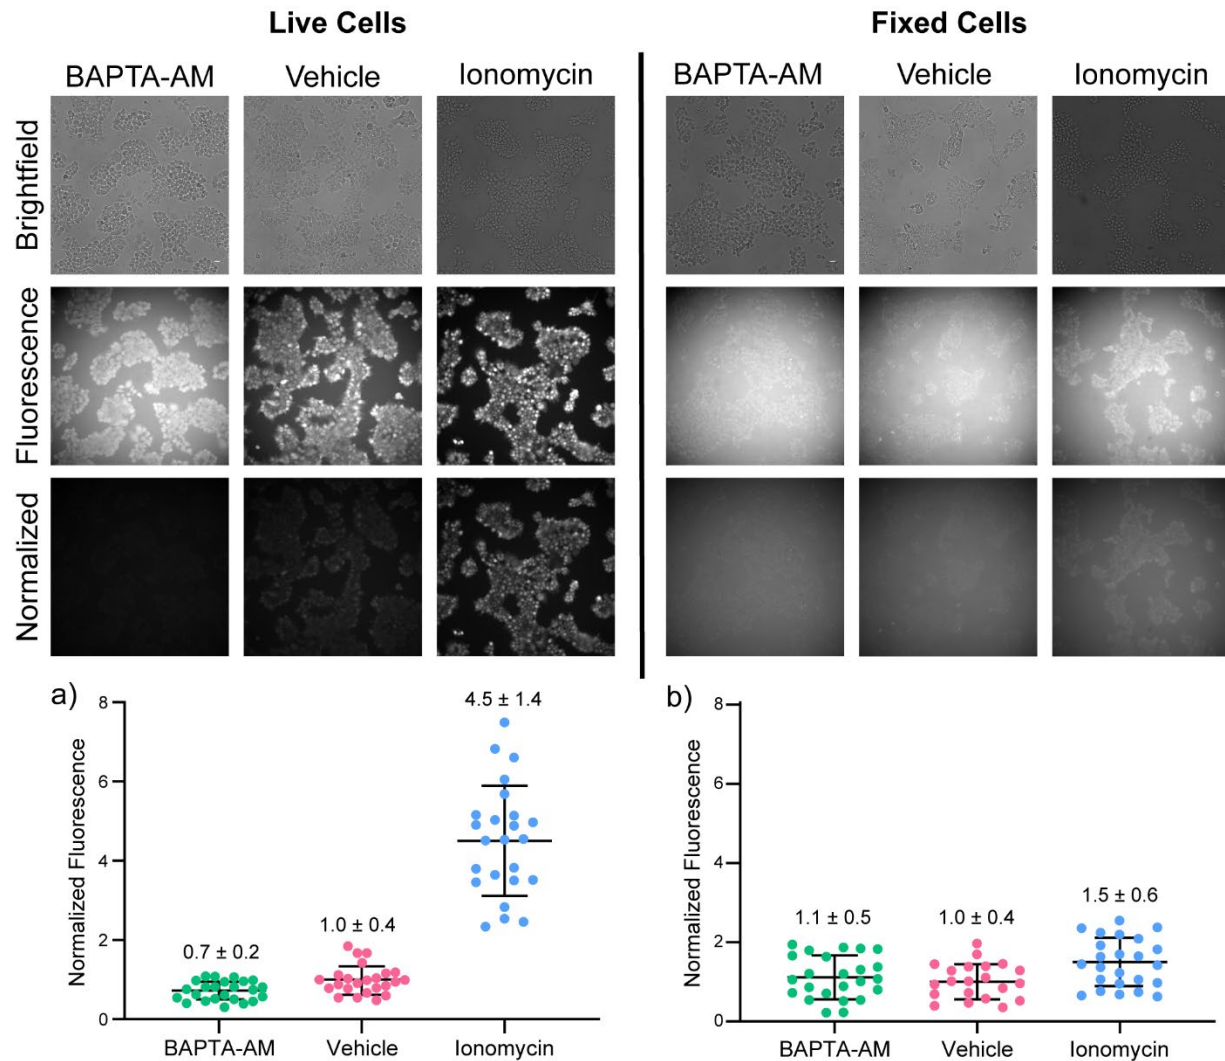 Live Cells
Fixed Cells
BAPTA-AM Vehicle Ionomycin
BAPTA-AM Vehicle Ionomycin
Brightfield
Fluorescence
Normalized
a)
Normalized Fluorescence
8
6
4
2
0
0.7 ± 0.2
1.0 ± 0.4
4.5 ± 1.4
BAPTA-AM Vehicle Ionomycin
b)
Normalized Fluorescence
8
6
4
2
0
1.1 ± 0.5
1.0 ± 0.4
1.5 ± 0.6
BAPTA-AM Vehicle Ionomycin